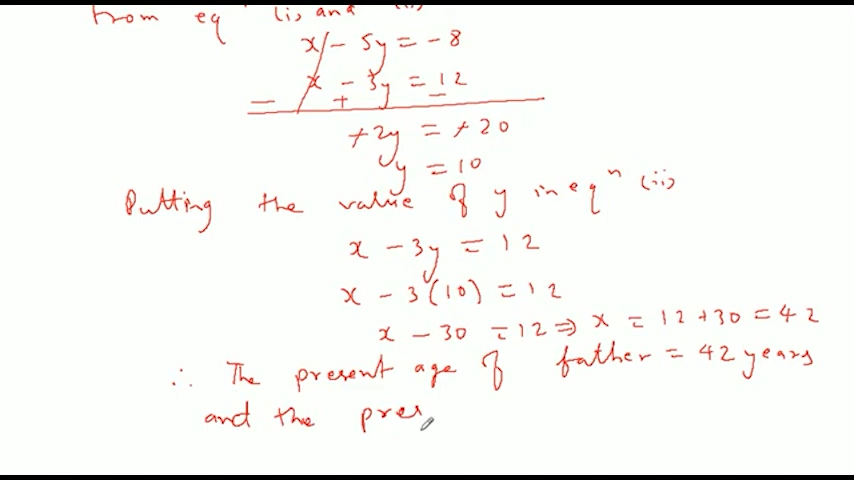 from eqⁿ (i) and (ii)
x - 5y = -8
x - 3y = 12
- + -
+2y = +20
y = 10
Putting the value of y in eqⁿ (ii)
x - 3y = 12
x - 3(10) = 12
x - 30 = 12 ⇒ x = 12 + 30 = 42
∴ The present age of father = 42 years
and the pres